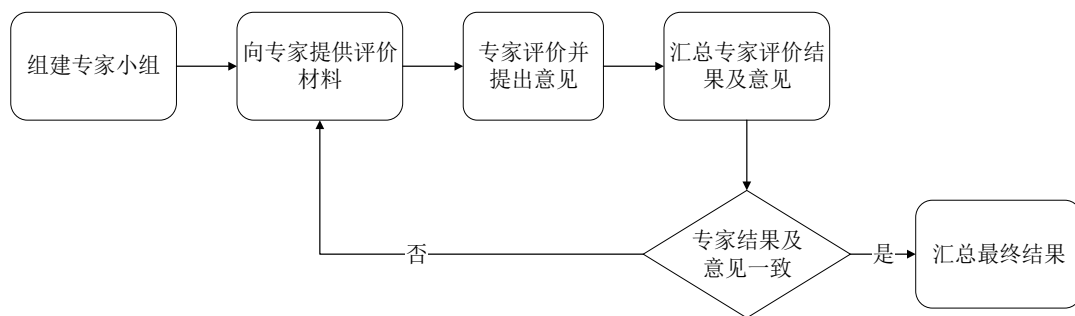 组建专家小组
向专家提供评价
材料
专家评价并
提出意见
汇总专家评价结
果及意见
专家结果及
意见一致
否
是
汇总最终结果